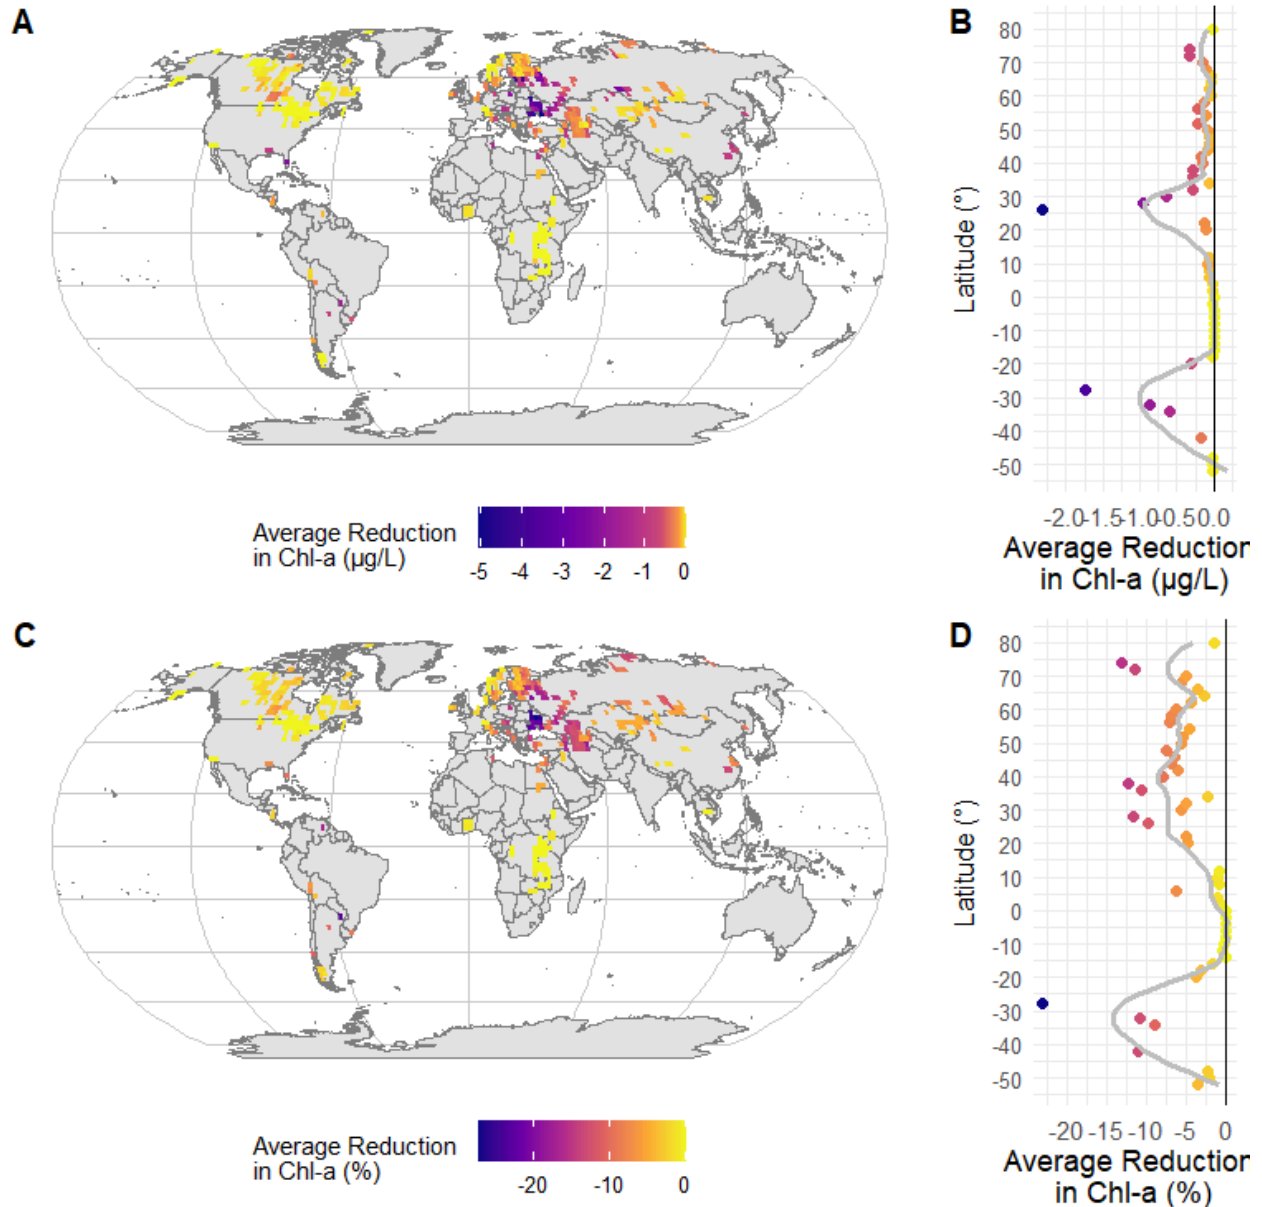 A
B
80
70
60
50
40
30
20
10
0
-10
-20
-30
-40
-50
Latitude (°)
-2.0-1.5-1.0-0.50.0
Average Reduction
in Chl-a (µg/L)
Average Reduction
in Chl-a (µg/L)
-5 -4 -3 -2 -1 0
C
D
80
70
60
50
40
30
20
10
0
-10
-20
-30
-40
-50
Latitude (°)
-20 -15 -10 -5 0
Average Reduction
in Chl-a (%)
Average Reduction
in Chl-a (%)
-20 -10 0